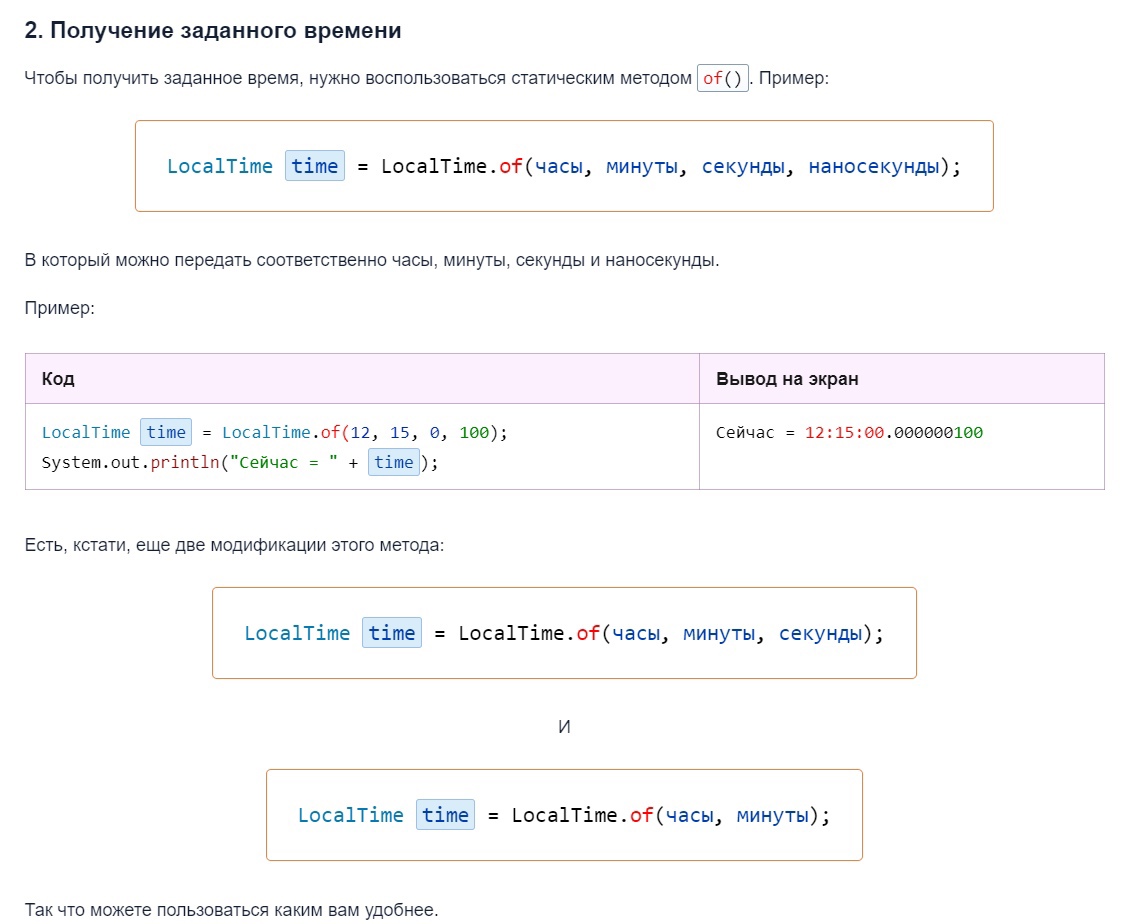 2. Получение заданного времени
Чтобы получить заданное время, нужно воспользоваться статическим методом of(). Пример:
LocalTime time = LocalTime.of(часы, минуты, секунды, наносекунды);
В который можно передать соответственно часы, минуты, секунды и наносекунды.
Пример:
Код
Вывод на экран
LocalTime time = LocalTime.of(12, 15, 0, 100);
System.out.println("Сейчас = " + time);
Сейчас = 12:15:00.000000100
Есть, кстати, еще две модификации этого метода:
LocalTime time = LocalTime.of(часы, минуты, секунды);
И
LocalTime time = LocalTime.of(часы, минуты);
Так что можете пользоваться каким вам удобнее.